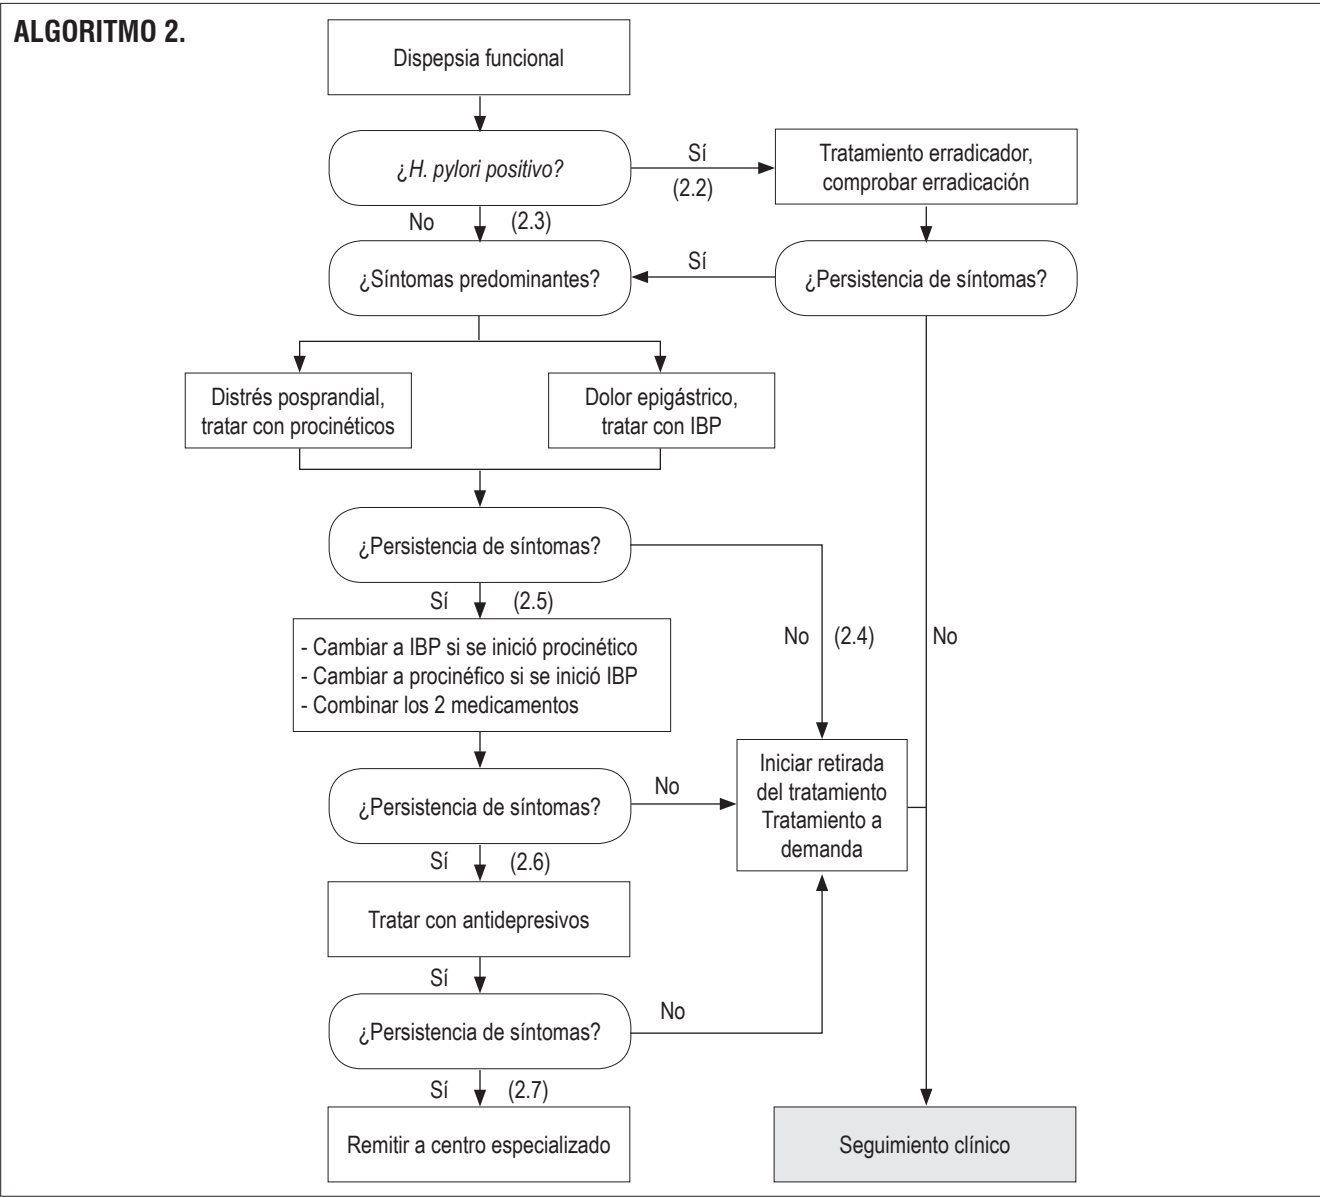 ALGORITMO 2.
Dispepsia funcional
¿H. pylori positivo?
Sí
(2.2)
Tratamiento erradicador,
comprobar erradicación
No
(2.3)
¿Síntomas predominantes?
Sí
¿Persistencia de síntomas?
Distrés posprandial,
tratar con procinéticos
Dolor epigástrico,
tratar con IBP
¿Persistencia de síntomas?
Sí
(2.5)
No
(2.4)
No
- Cambiar a IBP si se inició procinético
- Cambiar a procinéfico si se inició IBP
- Combinar los 2 medicamentos
¿Persistencia de síntomas?
No
Iniciar retirada
del tratamiento
Tratamiento a
demanda
Sí
(2.6)
Tratar con antidepresivos
Sí
¿Persistencia de síntomas?
No
Sí
(2.7)
Remitir a centro especializado
Seguimiento clínico